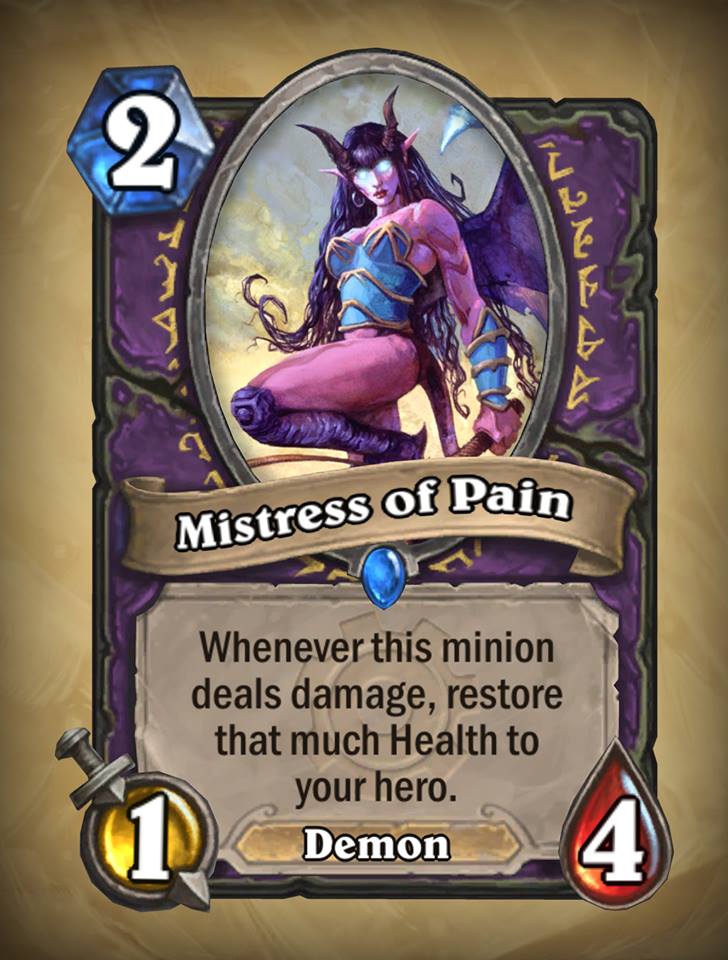 2
Mistress of Pain
Whenever this minion
deals damage, restore
that much Health to
your hero.
Demon
1
4